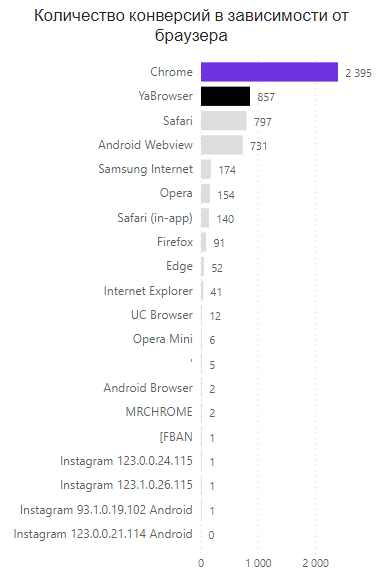 Количество конверсий в зависимости от
браузера
Chrome 2 395
YaBrowser 857
Safari 797
Android Webview 731
Samsung Internet 174
Opera 154
Safari (in-app) 140
Firefox 91
Edge 52
Internet Explorer 41
UC Browser 12
Opera Mini 6
' 5
Android Browser 2
MRCHROME 2
[FBAN 1
Instagram 123.0.0.24.115 1
Instagram 123.1.0.26.115 1
Instagram 93.1.0.19.102 Android 1
Instagram 123.0.0.21.114 Android 0
0 1 000 2 000